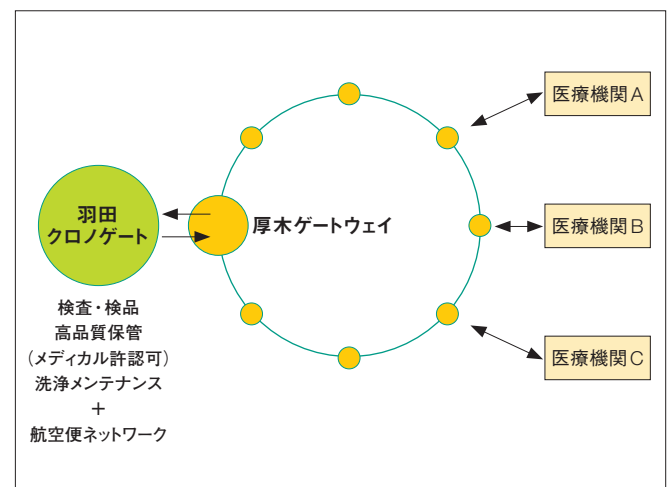 羽田
クロノゲート
検査・検品
高品質保管
(メディカル許認可)
洗浄メンテナンス
+
航空便ネットワーク
厚木ゲートウェイ
医療機関A
医療機関B
医療機関C